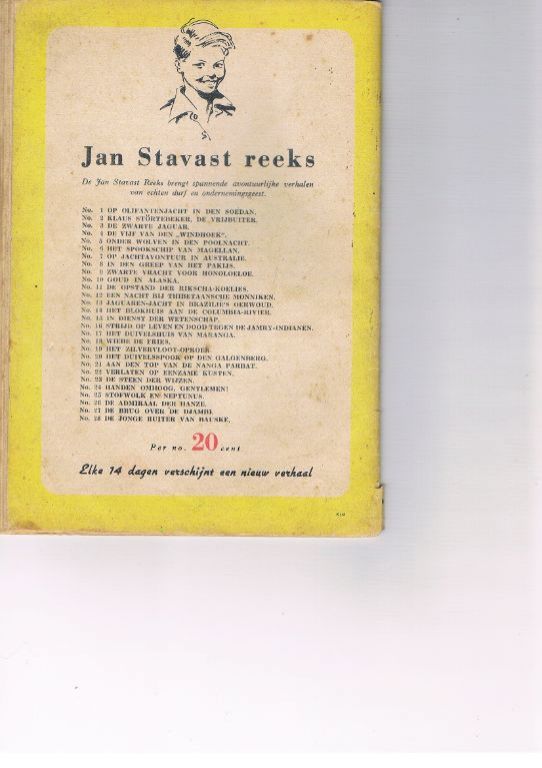 Jan Stavast reeks
De Jan Stavast Reeks brengt spannende avontuurlijke verhalen
van echten durf en ondernemingsgeest.
No. 1 OP OLIFANTENJACHT IN DEN SOEDAN.
No. 2 KLAUS STÖRTEBEKER, DE VRIJBUITER.
No. 3 DE ZWARTE JAGUAR.
No. 4 DE VIJF VAN DEN „WINDHOEK".
No. 5 ONDER WOLVEN IN DEN POOLNACHT.
No. 6 HET SPOOKSCHIP VAN MAGELLAN.
No. 7 OP JACHTAVONTUUR IN AUSTRALIE.
No. 8 IN DEN GREEP VAN HET PAKIJS.
No. 9 ZWARTE VRACHT VOOR HONOLOELOE.
No. 10 GOUD IN ALASKA.
No. 11 DE OPSTAND DER RIKSCHA-KOELIES.
No. 12 EEN NACHT BIJ THIBETAANSCHE MONNIKEN.
No. 13 JAGUAREN-JACHT IN BRAZILIE'S OERWOUD.
No. 14 HET BLOKHUIS AAN DE COLUMBIA-RIVIER.
No. 15 IN DIENST DER WETENSCHAP.
No. 16 STRIJD OP LEVEN EN DOOD TEGEN DE JAMRY-INDIANEN.
No. 17 HET DUIVELSHUIS VAN MARANGA.
No. 18 WIEBE DE FRIES.
No. 19 HET ZILVERVLOOT-OPROER.
No. 20 HET DUIVELSSPOOK OP DEN GALGENBERG.
No. 21 AAN DEN TOP VAN DE NANGA PARBAT.
No. 22 VERLATEN OP EENZAME KUSTEN.
No. 23 DE STEEN DER WIJZEN.
No. 24 HANDEN OMHOOG, GENTLEMEN!
No. 25 STOFWOLK EN NEPTUNUS.
No. 26 DE ADMIRAAL DER HANZE.
No. 27 DE BRUG OVER DE DJAMBI.
No. 28 DE JONGE RUITER VAN HAUSKE.
Per no. 20 cent
Elke 14 dagen verschijnt een nieuw verhaal